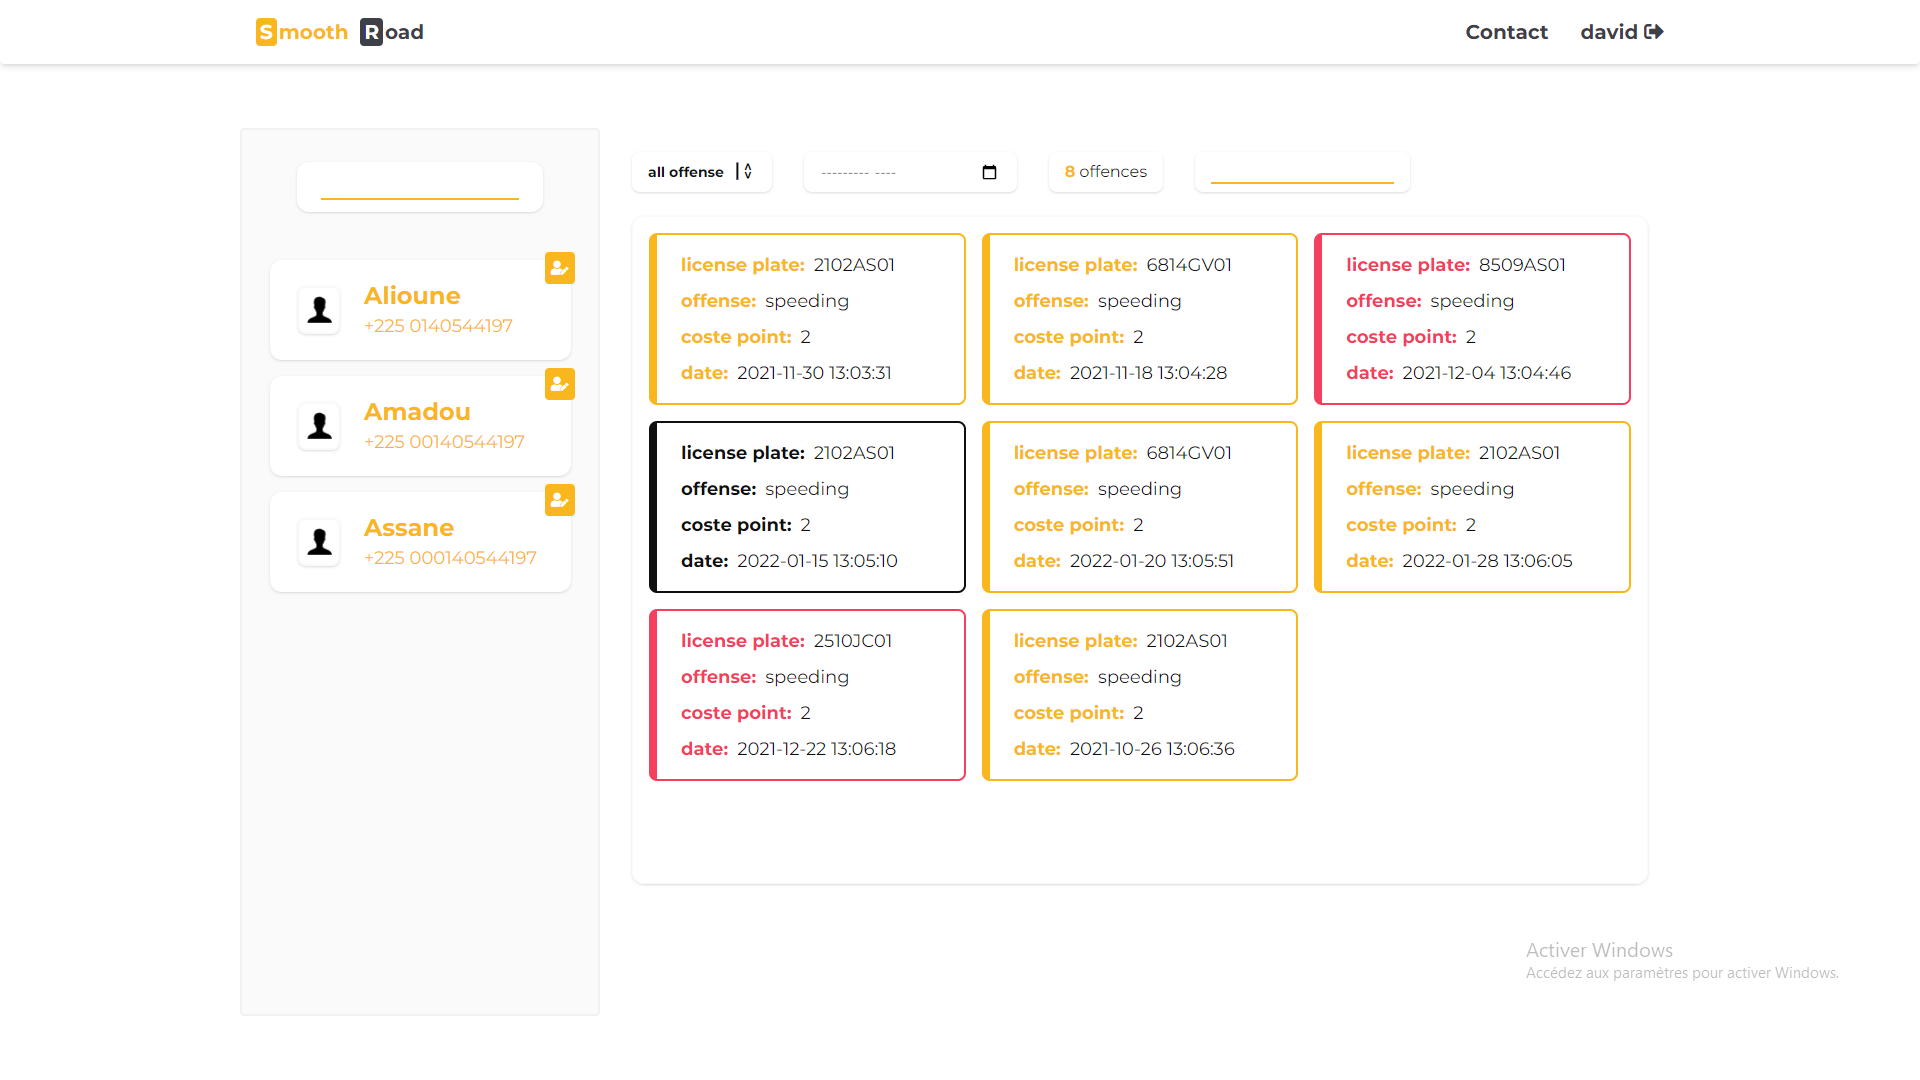 Smooth Road
Contact
david
all offense
--------- ----
8 offences
Alioune
+225 0140544197
Amadou
+225 00140544197
Assane
+225 000140544197
license plate: 2102AS01
offense: speeding
coste point: 2
date: 2021-11-30 13:03:31
license plate: 6814GV01
offense: speeding
coste point: 2
date: 2021-11-18 13:04:28
license plate: 8509AS01
offense: speeding
coste point: 2
date: 2021-12-04 13:04:46
license plate: 2102AS01
offense: speeding
coste point: 2
date: 2022-01-15 13:05:10
license plate: 6814GV01
offense: speeding
coste point: 2
date: 2022-01-20 13:05:51
license plate: 2102AS01
offense: speeding
coste point: 2
date: 2022-01-28 13:06:05
license plate: 2510JC01
offense: speeding
coste point: 2
date: 2021-12-22 13:06:18
license plate: 2102AS01
offense: speeding
coste point: 2
date: 2021-10-26 13:06:36
Activer Windows
Accédez aux paramètres pour activer Windows.